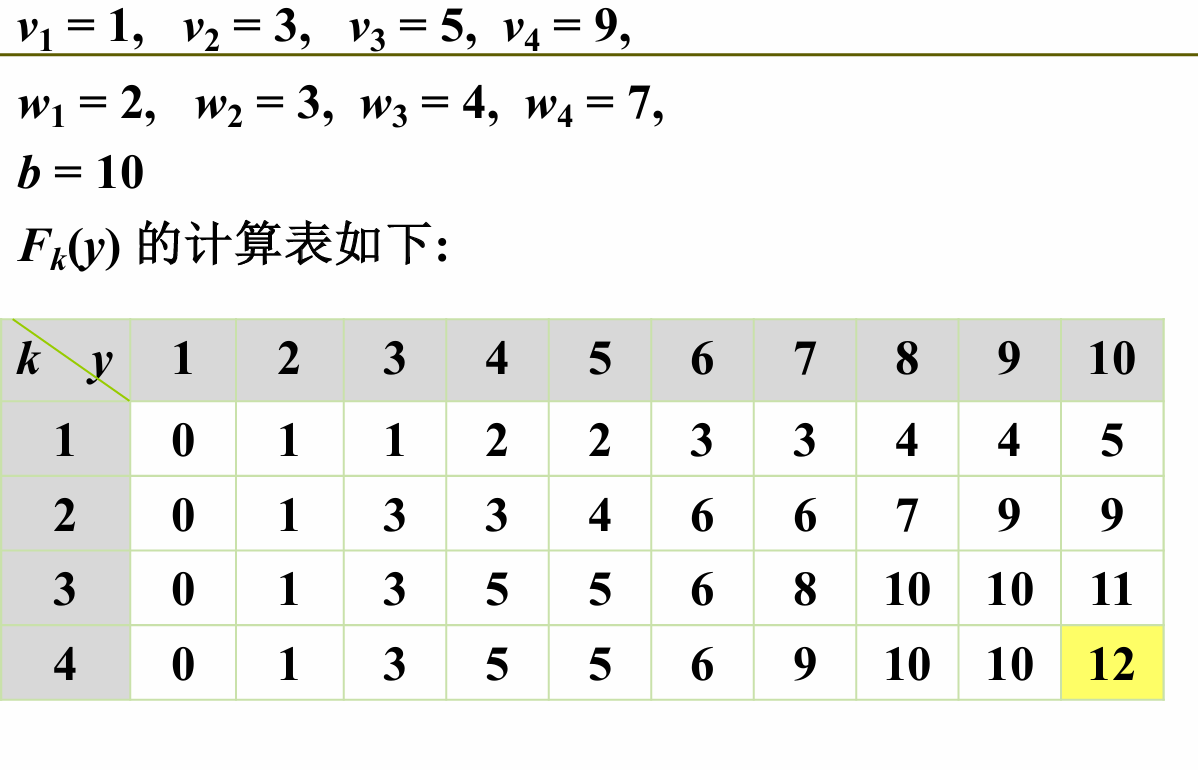 v₁ = 1, v₂ = 3, v₃ = 5, v₄ = 9,
w₁ = 2, w₂ = 3, w₃ = 4, w₄ = 7,
b = 10
Fₖ(y) 的计算表如下:
k y 1 2 3 4 5 6 7 8 9 10
1 0 1 1 2 2 3 3 4 4 5
2 0 1 3 3 4 6 6 7 9 9
3 0 1 3 5 5 6 8 10 10 11
4 0 1 3 5 5 6 9 10 10 12